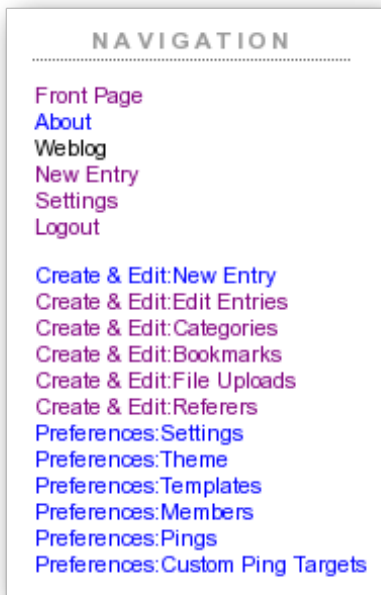 NAVIGATION
Front Page
About
Weblog
New Entry
Settings
Logout
Create & Edit:New Entry
Create & Edit:Edit Entries
Create & Edit:Categories
Create & Edit:Bookmarks
Create & Edit:File Uploads
Create & Edit:Referers
Preferences:Settings
Preferences:Theme
Preferences:Templates
Preferences:Members
Preferences:Pings
Preferences:Custom Ping Targets